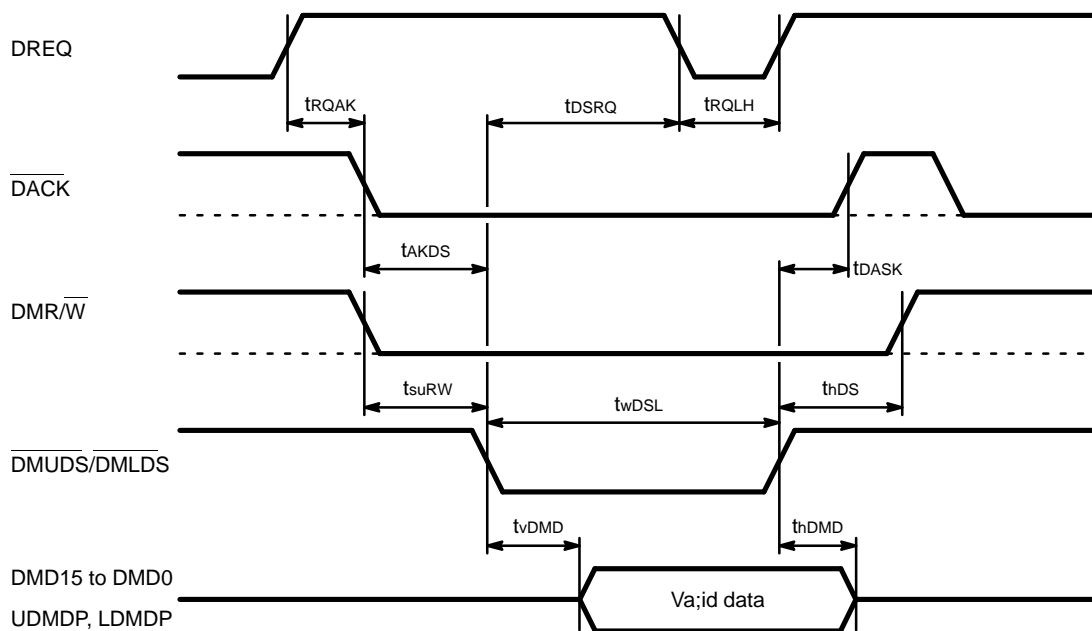 DREQ
tRQAK
tDSRQ
tRQLH
DACK
tAKDS
tDASK
DMR/W
tsuRW
twDSL
thDS
DMUDS/DMLDS
tvDMD
thDMD
DMD15 to DMD0
UDMDP, LDMDP
Va;id data